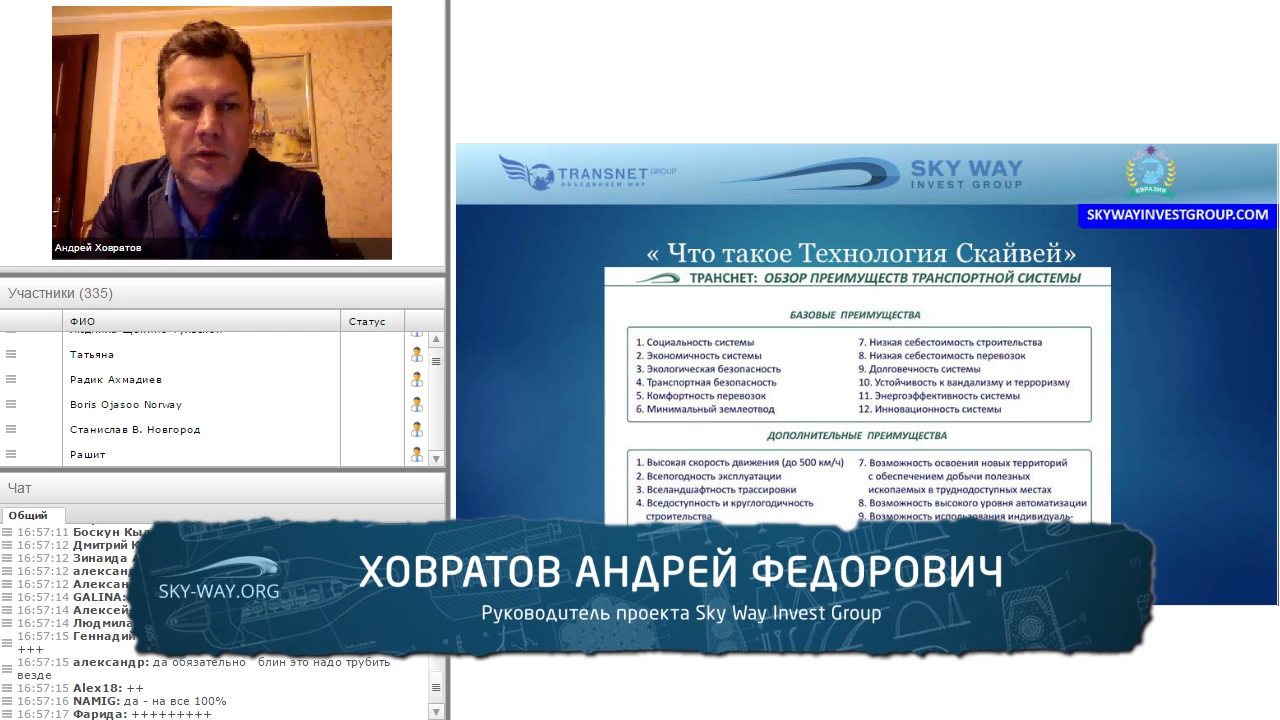 Андрей Ховратов
Участники (335)
ФИО
Статус
Татьяна
Радик Ахмадиев
Boris Ojasoo Norway
Станислав В. Новгород
Рашит
Чат
Общий
16:57:11 Боскун
16:57:12 Дмитрий
16:57:12 Зинаида
16:57:12
16:57:12
16:57:14 GALINA:
16:57:14
16:57:14 Людмила
16:57:15 Геннадий
+++
16:57:15 александр: да обязательно блин это надо трубить
везде
16:57:15 Alex18: ++
16:57:16 NAMIG: да - на все 100%
16:57:17 Фарида: +++++++++
TRANSNET GROUP
ОБЪЕДИНЯЕМ МИР
SKY WAY
INVEST GROUP
ЕВРАЗИЯ
SKYWAYINVESTGROUP.COM
« Что такое Технология Скайвей»
ТРАНСНЕТ: ОБЗОР ПРЕИМУЩЕСТВ ТРАНСПОРТНОЙ СИСТЕМЫ
БАЗОВЫЕ ПРЕИМУЩЕСТВА
1. Социальность системы
2. Экономичность системы
3. Экологическая безопасность
4. Транспортная безопасность
5. Комфортность перевозок
6. Минимальный землеотвод
7. Низкая себестоимость строительства
8. Низкая себестоимость перевозок
9. Долговечность системы
10. Устойчивость к вандализму и терроризму
11. Энергоэффективность системы
12. Инновационность системы
ДОПОЛНИТЕЛЬНЫЕ ПРЕИМУЩЕСТВА
1. Высокая скорость движения (до 500 км/ч)
2. Всепогодность эксплуатации
3. Вселандшафтность трассировки
4. Вседоступность и круглогодичность
строительства
7. Возможность освоения новых территорий
с обеспечением добычи полезных
ископаемых в труднодоступных местах
8. Возможность высокого уровня автоматизации
9. Возможность использования индивидуаль-
SKY-WAY.ORG
ХОВРАТОВ АНДРЕЙ ФЕДОРОВИЧ
Руководитель проекта Sky Way Invest Group